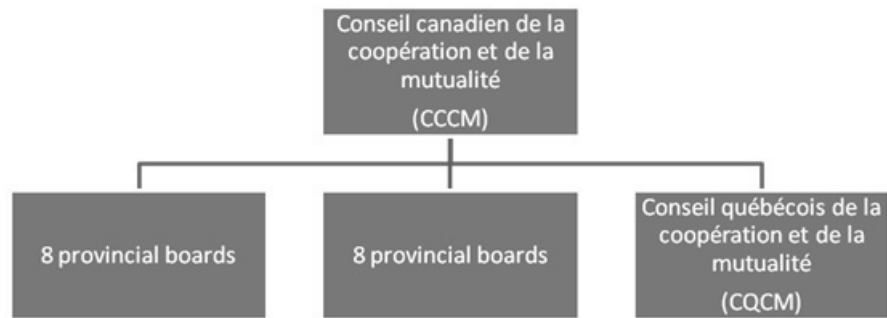 Conseil canadien de la
coopération et de la
mutualité
(CCCM)
8 provincial boards
8 provincial boards
Conseil québécois de la
coopération et de la
mutualité
(CQCM)